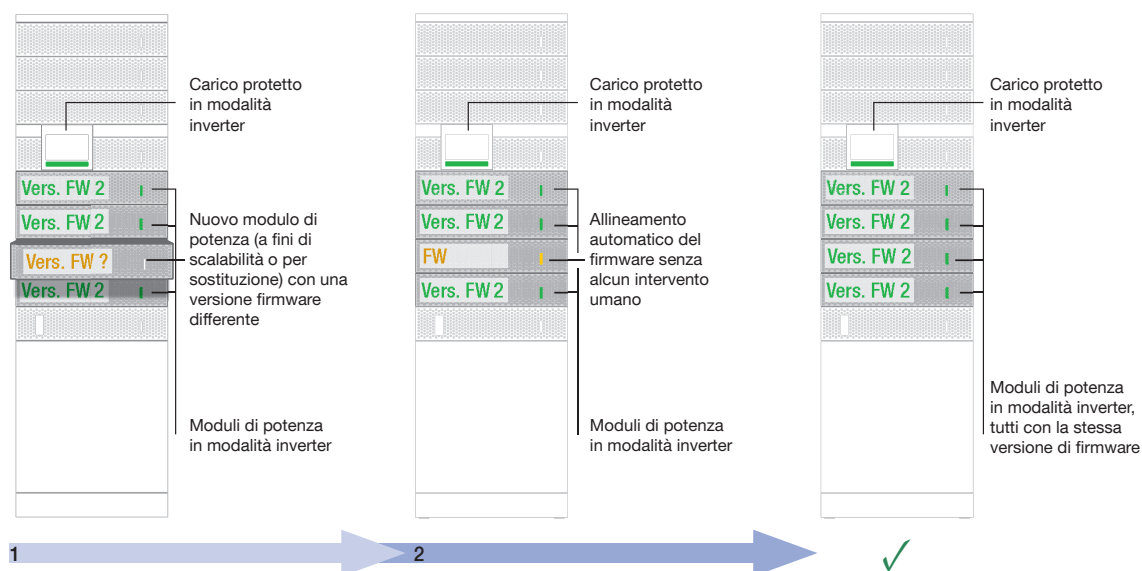 Carico protetto
in modalità
inverter
Vers. FW 2
Vers. FW 2
Vers. FW ?
Vers. FW 2
Nuovo modulo di
potenza (a fini di
scalabilità o per
sostituzione) con una
versione firmware
differente
Moduli di potenza
in modalità inverter
1
Carico protetto
in modalità
inverter
Vers. FW 2
Vers. FW 2
FW
Vers. FW 2
Allineamento
automatico del
firmware senza
alcun intervento
umano
Moduli di potenza
in modalità inverter
2
Carico protetto
in modalità
inverter
Vers. FW 2
Vers. FW 2
Vers. FW 2
Vers. FW 2
Moduli di potenza
in modalità inverter,
tutti con la stessa
versione di firmware